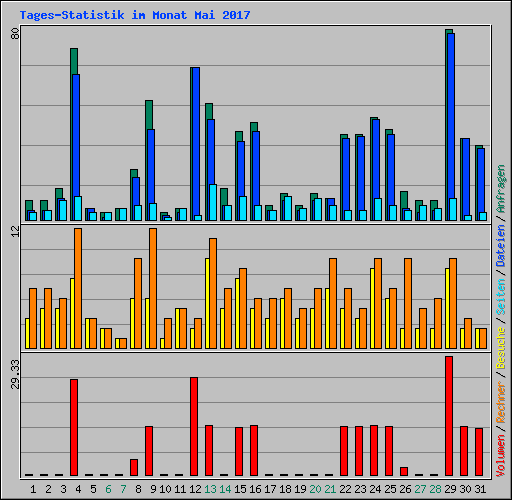 Tages-Statistik im Monat Mai 2017
80
12
29.33
Volumen / Rechner / Besuche / Seiten / Dateien / Anfragen
1 2 3 4 5 6 7 8 9 10 11 12 13 14 15 16 17 18 19 20 21 22 23 24 25 26 27 28 29 30 31